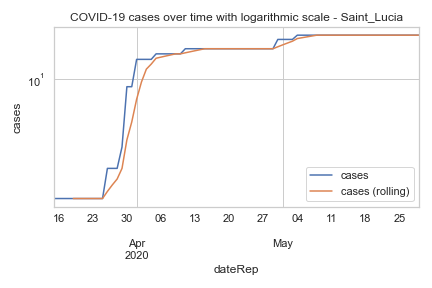 COVID-19 cases over time with logarithmic scale - Saint_Lucia
10¹
cases
cases
cases (rolling)
16 23 30 06 13 20 27 04 11 18 25
Apr May
2020
dateRep